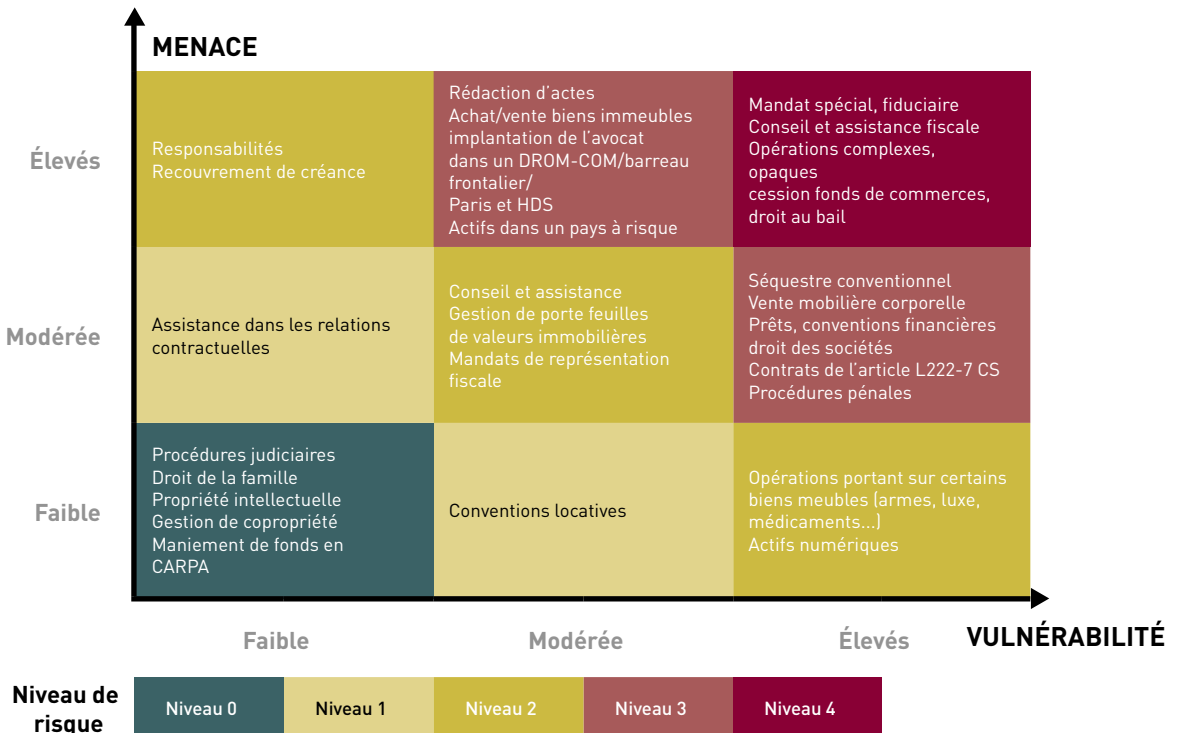 MENACE
Élevés
Responsabilités
Recouvrement de créance
Rédaction d'actes
Achat/vente biens immeubles
implantation de l'avocat
dans un DROM-COM/barreau
frontalier/
Paris et HDS
Actifs dans un pays à risque
Mandat spécial, fiduciaire
Conseil et assistance fiscale
Opérations complexes,
opaques
cession fonds de commerces,
droit au bail
Modérée
Assistance dans les relations
contractuelles
Conseil et assistance
Gestion de porte feuilles
de valeurs immobilières
Mandats de représentation
fiscale
Séquestre conventionnel
Vente mobilière corporelle
Prêts, conventions financières
droit des sociétés
Contrats de l'article L222-7 CS
Procédures pénales
Faible
Procédures judiciaires
Droit de la famille
Propriété intellectuelle
Gestion de copropriété
Maniement de fonds en
CARPA
Conventions locatives
Opérations portant sur certains
biens meubles (armes, luxe,
médicaments...)
Actifs numériques
Faible
Modérée
Élevés
VULNÉRABILITÉ
Niveau de
risque
Niveau 0
Niveau 1
Niveau 2
Niveau 3
Niveau 4